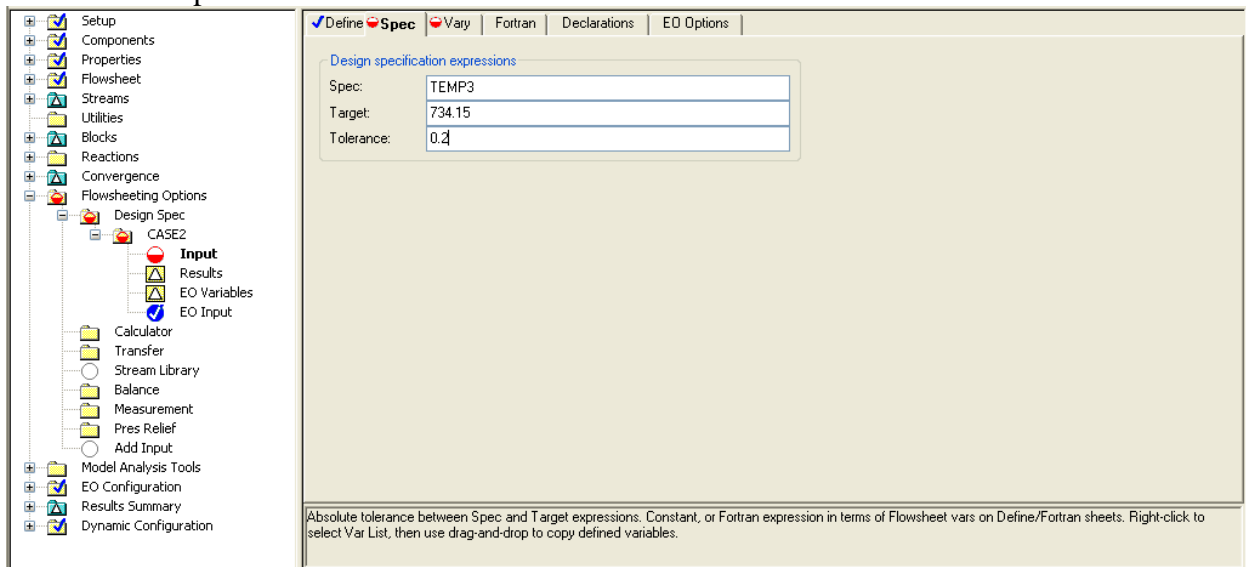 Setup
Components
Properties
Flowsheet
Streams
Utilities
Blocks
Reactions
Convergence
Flowsheeting Options
Design Spec
CASE2
Input
Results
EO Variables
EO Input
Calculator
Transfer
Stream Library
Balance
Measurement
Pres Relief
Add Input
Model Analysis Tools
EO Configuration
Results Summary
Dynamic Configuration
Define Spec Vary Fortran Declarations EO Options
Design specification expressions
Spec: TEMP3
Target: 734.15
Tolerance: 0.2
Absolute tolerance between Spec and Target expressions. Constant, or Fortran expression in terms of Flowsheet vars on Define/Fortran sheets. Right-click to
select Var List, then use drag-and-drop to copy defined variables.